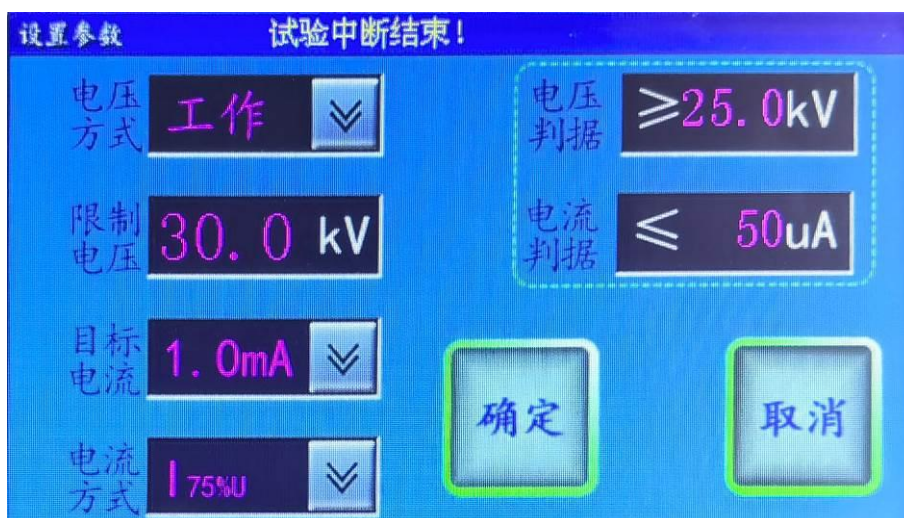 设置参数 试验中断结束!
电压
方式
工作
电压
判据
≥25.0kV
限制
电压
30.0 kV
电流
判据
≤ 50uA
目标
电流
1.0mA
确定
取消
电流
方式
I75%U